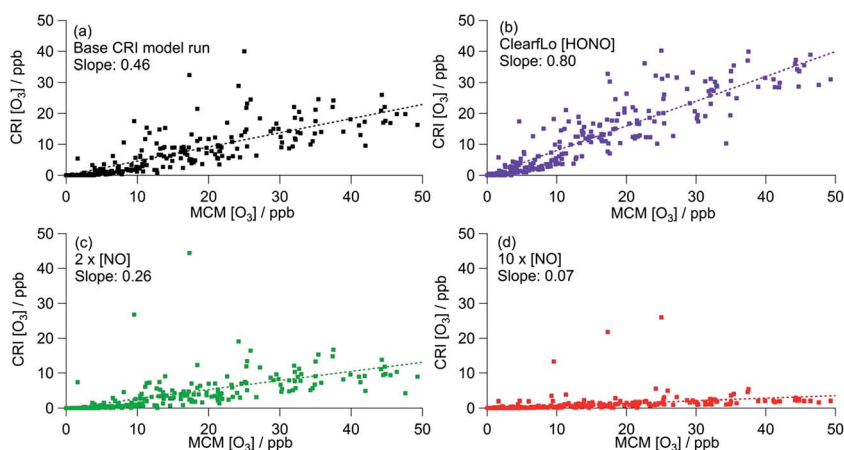 50
(a)
Base CRI model run
Slope: 0.46
40
30
20
10
0
CRI [O₃] / ppb
0 10 20 30 40 50
MCM [O₃] / ppb
50
(b)
ClearfLo [HONO]
Slope: 0.80
40
30
20
10
0
CRI [O₃] / ppb
0 10 20 30 40 50
MCM [O₃] / ppb
50
(c)
2 x [NO]
Slope: 0.26
40
30
20
10
0
CRI [O₃] / ppb
0 10 20 30 40 50
MCM [O₃] / ppb
50
(d)
10 x [NO]
Slope: 0.07
40
30
20
10
0
CRI [O₃] / ppb
0 10 20 30 40 50
MCM [O₃] / ppb